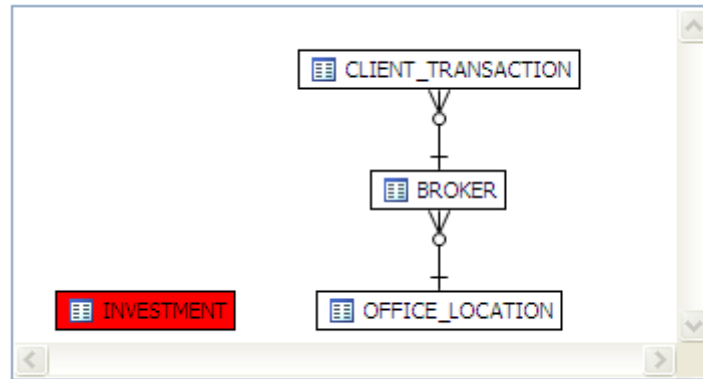 CLIENT_TRANSACTION
BROKER
INVESTMENT
OFFICE_LOCATION